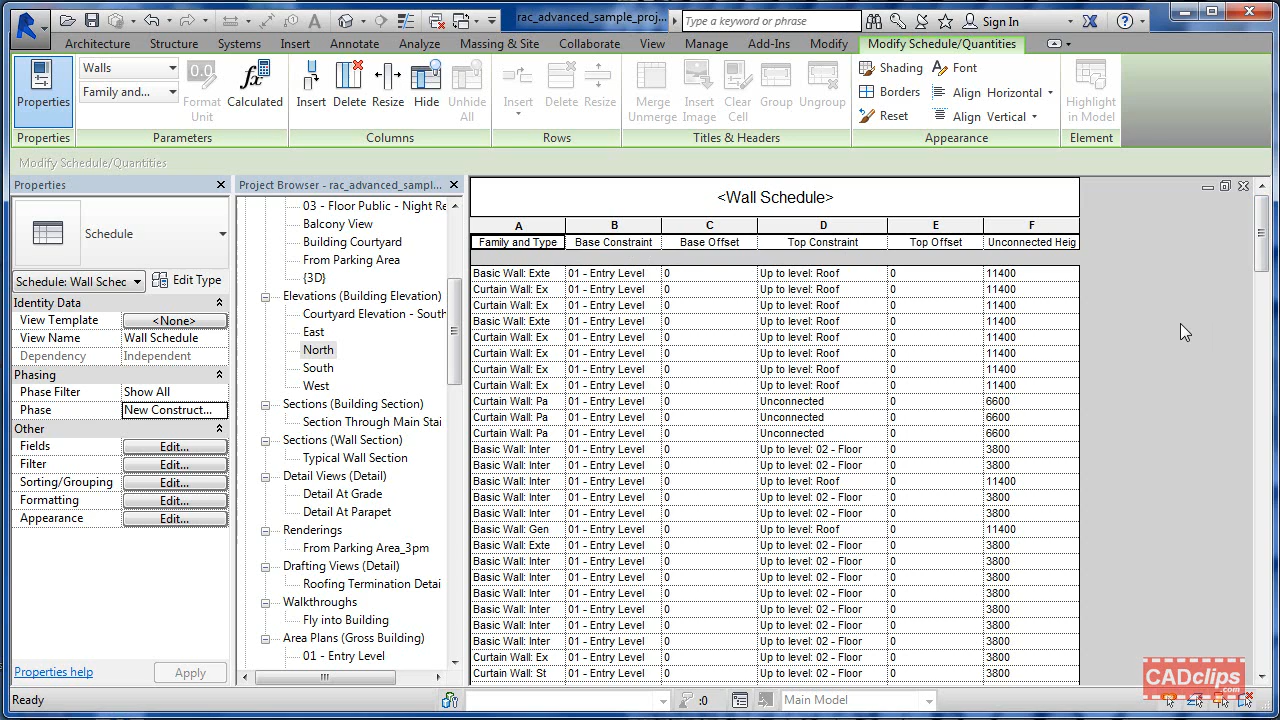 rac_advanced_sample_proj...
Type a keyword or phrase
Sign In
Architecture Structure Systems Insert Annotate Analyze Massing & Site Collaborate View Manage Add-Ins Modify Modify Schedule/Quantities
Properties
Walls
Family and...
0.0
Format
Unit
fx
Calculated
Insert Delete Resize Hide Unhide
All
Insert Delete Resize
Merge
Unmerge
Insert
Image
Clear
Cell
Group Ungroup
Shading
Borders
Reset
A Font
Align Horizontal
Align Vertical
Highlight
in Model
Properties Parameters Columns Rows Titles & Headers Appearance Element
Modify Schedule/Quantities
Properties
Schedule
Schedule: Wall Schec
Edit Type
Identity Data
View Template <None>
View Name Wall Schedule
Dependency Independent
Phasing
Phase Filter Show All
Phase New Construct...
Other
Fields Edit...
Filter Edit...
Sorting/Grouping Edit...
Formatting Edit...
Appearance Edit...
Properties help
Apply
Project Browser - rac_advanced_sampl...
03 - Floor Public - Night Re
Balcony View
Building Courtyard
From Parking Area
{3D}
Elevations (Building Elevation)
Courtyard Elevation - South
East
North
South
West
Sections (Building Section)
Section Through Main Stai
Sections (Wall Section)
Typical Wall Section
Detail Views (Detail)
Detail At Grade
Detail At Parapet
Renderings
From Parking Area_3pm
Drafting Views (Detail)
Roofing Termination Detai
Walkthroughs
Fly into Building
Area Plans (Gross Building)
01 - Entry Level
<Wall Schedule>
A B C D E F
Family and Type Base Constraint Base Offset Top Constraint Top Offset Unconnected Heig
Basic Wall: Exte 01 - Entry Level 0 Up to level: Roof 0 11400
Curtain Wall: Ex 01 - Entry Level 0 Up to level: Roof 0 11400
Curtain Wall: Ex 01 - Entry Level 0 Up to level: Roof 0 11400
Basic Wall: Exte 01 - Entry Level 0 Up to level: Roof 0 11400
Curtain Wall: Ex 01 - Entry Level 0 Up to level: Roof 0 11400
Curtain Wall: Ex 01 - Entry Level 0 Up to level: Roof 0 11400
Curtain Wall: Ex 01 - Entry Level 0 Up to level: Roof 0 11400
Curtain Wall: Ex 01 - Entry Level 0 Up to level: Roof 0 11400
Curtain Wall: Pa 01 - Entry Level 0 Unconnected 0 6600
Curtain Wall: Pa 01 - Entry Level 0 Unconnected 0 6600
Curtain Wall: Pa 01 - Entry Level 0 Unconnected 0 6600
Basic Wall: Inter 01 - Entry Level 0 Up to level: 02 - Floor 0 3800
Basic Wall: Inter 01 - Entry Level 0 Up to level: 02 - Floor 0 3800
Basic Wall: Inter 01 - Entry Level 0 Up to level: Roof 0 11400
Basic Wall: Inter 01 - Entry Level 0 Up to level: 02 - Floor 0 3800
Basic Wall: Inter 01 - Entry Level 0 Up to level: 02 - Floor 0 3800
Basic Wall: Gen 01 - Entry Level 0 Up to level: Roof 0 11400
Basic Wall: Exte 01 - Entry Level 0 Up to level: 02 - Floor 0 3800
Basic Wall: Inter 01 - Entry Level 0 Up to level: 02 - Floor 0 3800
Basic Wall: Inter 01 - Entry Level 0 Up to level: 02 - Floor 0 3800
Basic Wall: Inter 01 - Entry Level 0 Up to level: 02 - Floor 0 3800
Basic Wall: Inter 01 - Entry Level 0 Up to level: 02 - Floor 0 3800
Basic Wall: Inter 01 - Entry Level 0 Up to level: 02 - Floor 0 3800
Basic Wall: Inter 01 - Entry Level 0 Up to level: 02 - Floor 0 3800
Curtain Wall: Ex 01 - Entry Level 0 Up to level: 02 - Floor 0 3800
Curtain Wall: St 01 - Entry Level 0 Up to level: 02 - Floor 0 3800
CADclips
Ready
:0
Main Model